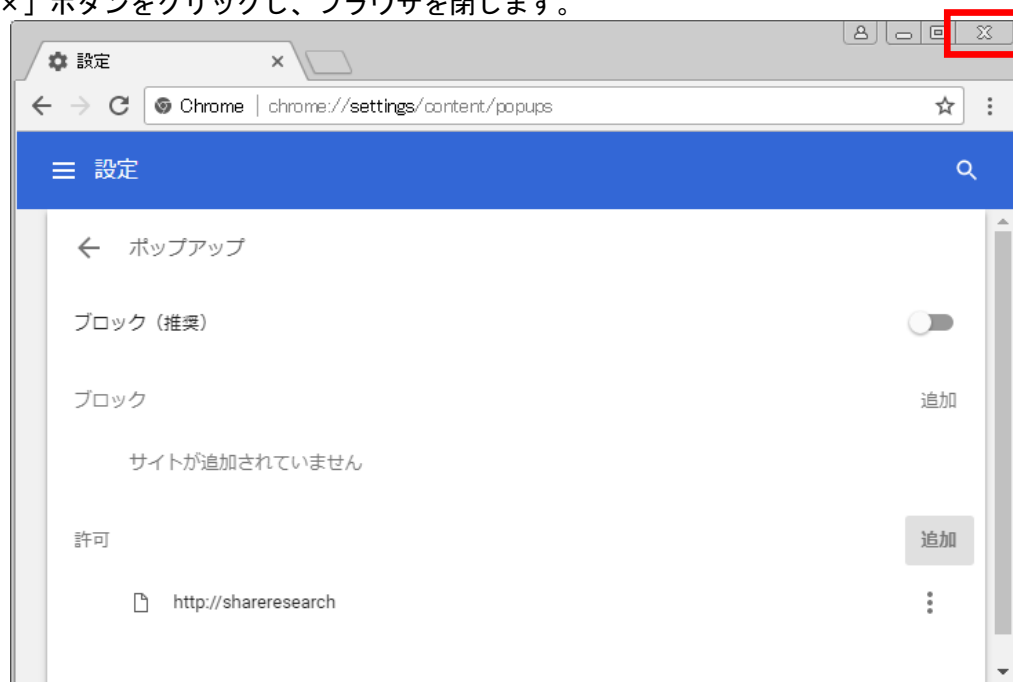 ×」ボタンをクリックし、ブラウザを閉じます。
設定
Chrome | chrome://settings/content/popups
設定
ポップアップ
ブロック（推奨）
ブロック 追加
サイトが追加されていません
許可 追加
http://shareresearch